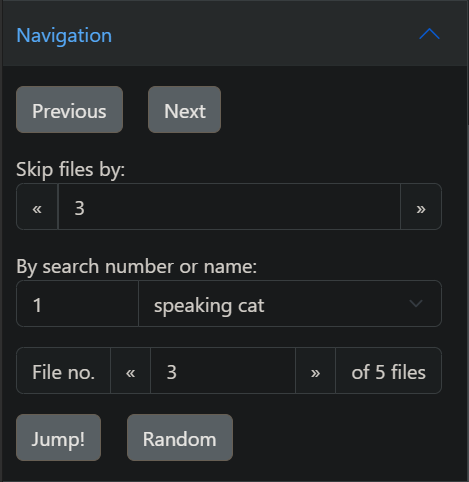 Navigation
Previous Next
Skip files by:
« 3 »
By search number or name:
1 speaking cat
File no. « 3 » of 5 files
Jump! Random